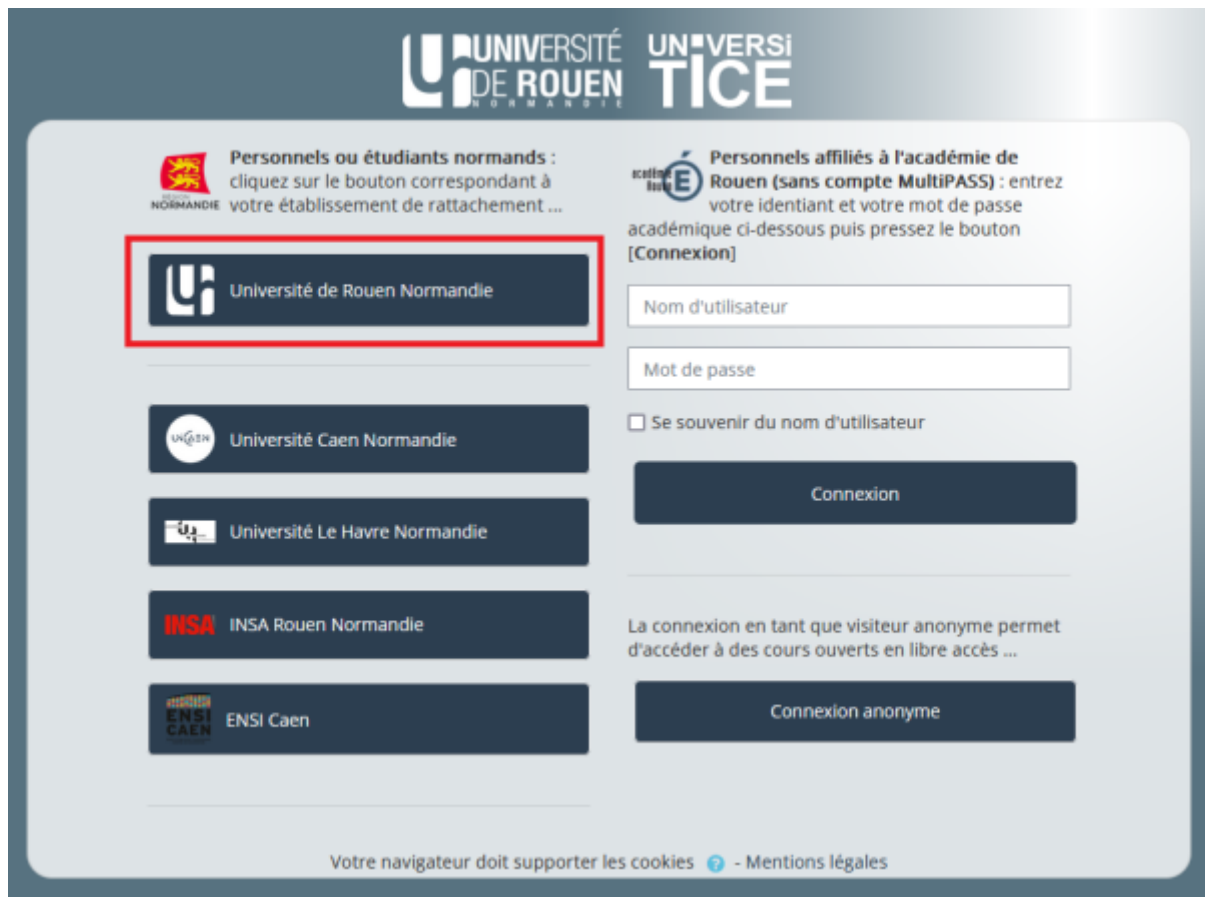 UNIVERSITÉ
DE ROUEN
NORMANDIE
UNIVERSi
TICE
Personnels ou étudiants normands :
cliquez sur le bouton correspondant à
votre établissement de rattachement ...
NORMANDIE
Université de Rouen Normandie
UNICAEN
Université Caen Normandie
Université Le Havre Normandie
INSA
INSA Rouen Normandie
ENSI
CAEN
ENSI Caen
académie
Rouen
Personnels affiliés à l'académie de
Rouen (sans compte MultiPASS) : entrez
votre identiant et votre mot de passe
académique ci-dessous puis pressez le bouton
[Connexion]
Nom d'utilisateur
Mot de passe
Se souvenir du nom d'utilisateur
Connexion
La connexion en tant que visiteur anonyme permet
d'accéder à des cours ouverts en libre accès ...
Connexion anonyme
Votre navigateur doit supporter les cookies ? - Mentions légales